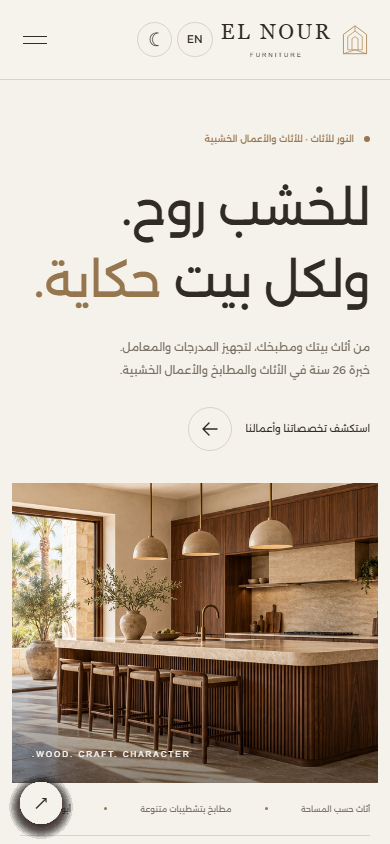 EL NOUR
FURNITURE
EN
النور للأثاث · للأثاث والأعمال الخشبية
للخشب روح.
ولكل بيت حكاية.
من أثاث بيتك ومطبخك، لتجهيز المدرجات والمعامل.
خبرة 26 سنة في الأثاث والمطابخ والأعمال الخشبية.
استكشف تخصصاتنا وأعمالنا
WOOD. CRAFT. CHARACTER.
أثاث حسب المساحة • مطابخ بتشطيبات متنوعة •